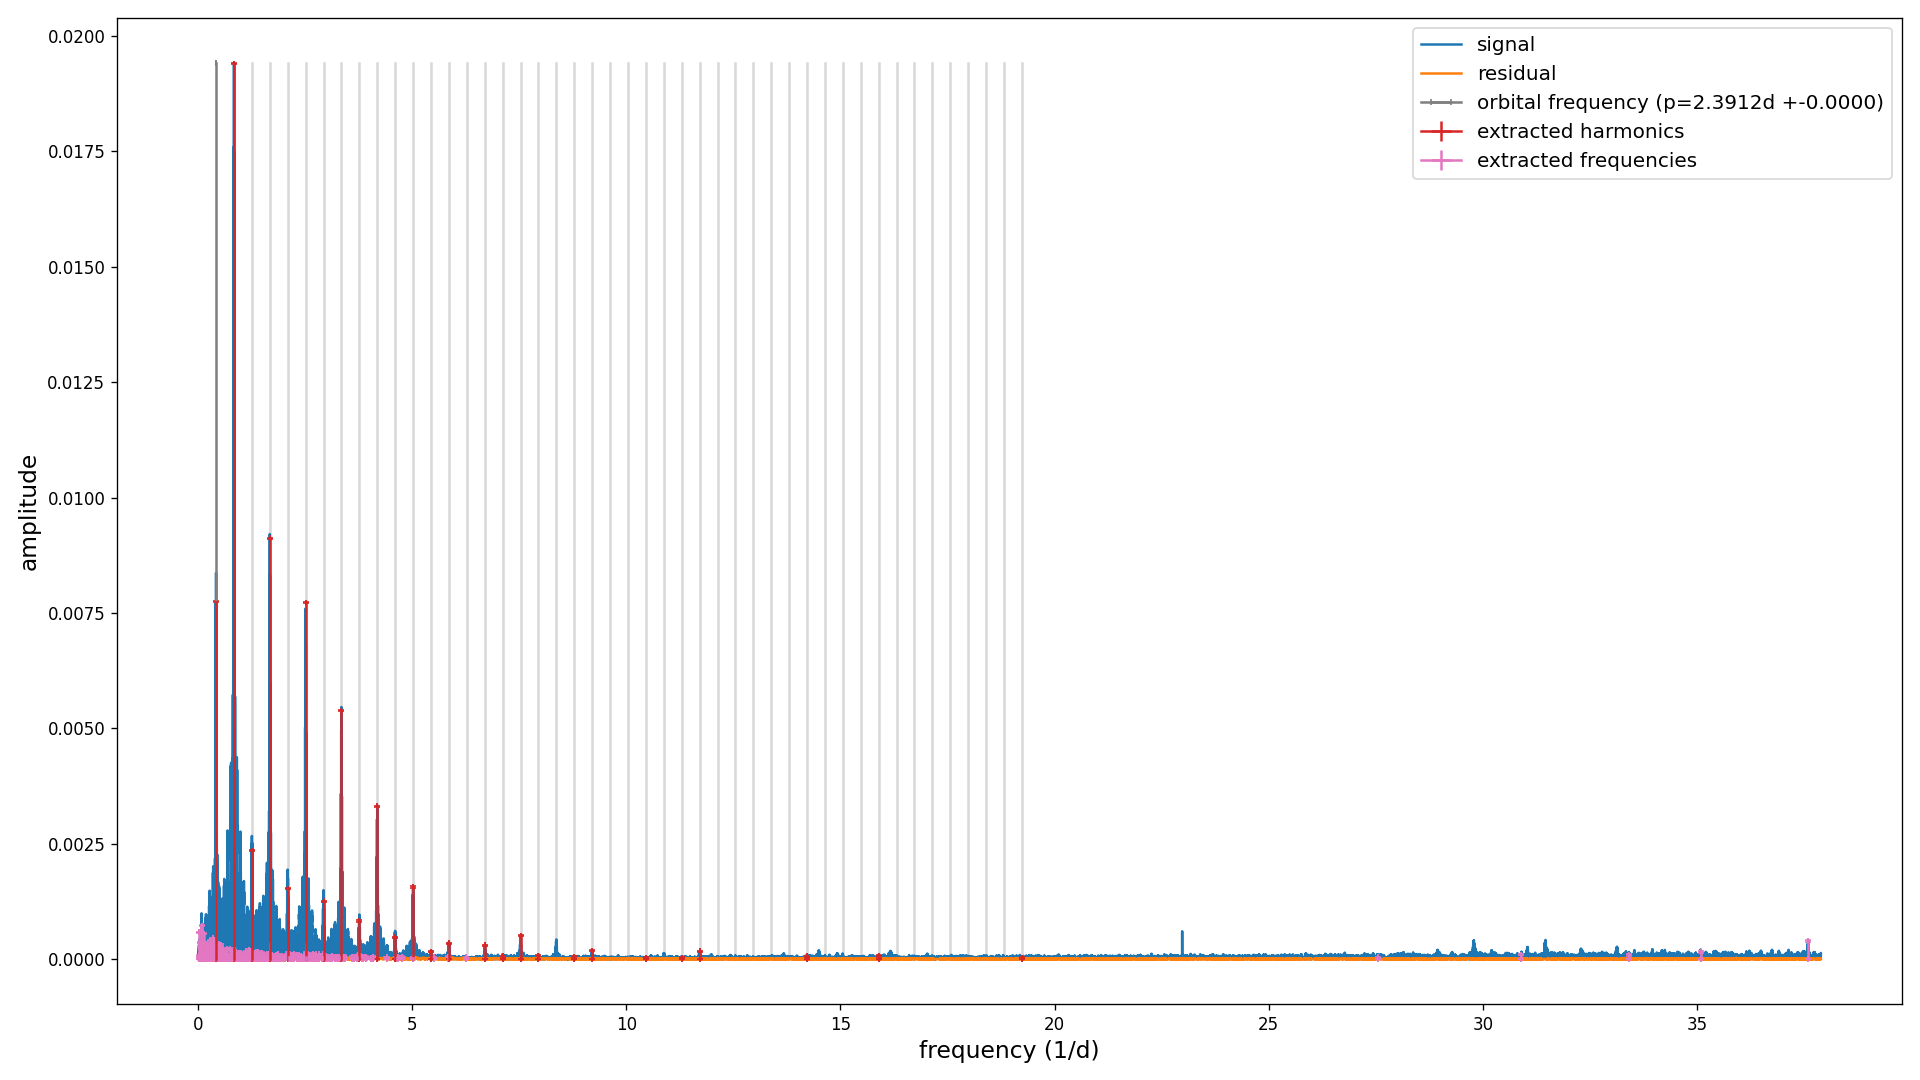 0.0200
0.0175
0.0150
0.0125
0.0100
0.0075
0.0050
0.0025
0.0000
amplitude
0 5 10 15 20 25 30 35
frequency (1/d)
signal
residual
orbital frequency (p=2.3912d +-0.0000)
extracted harmonics
extracted frequencies